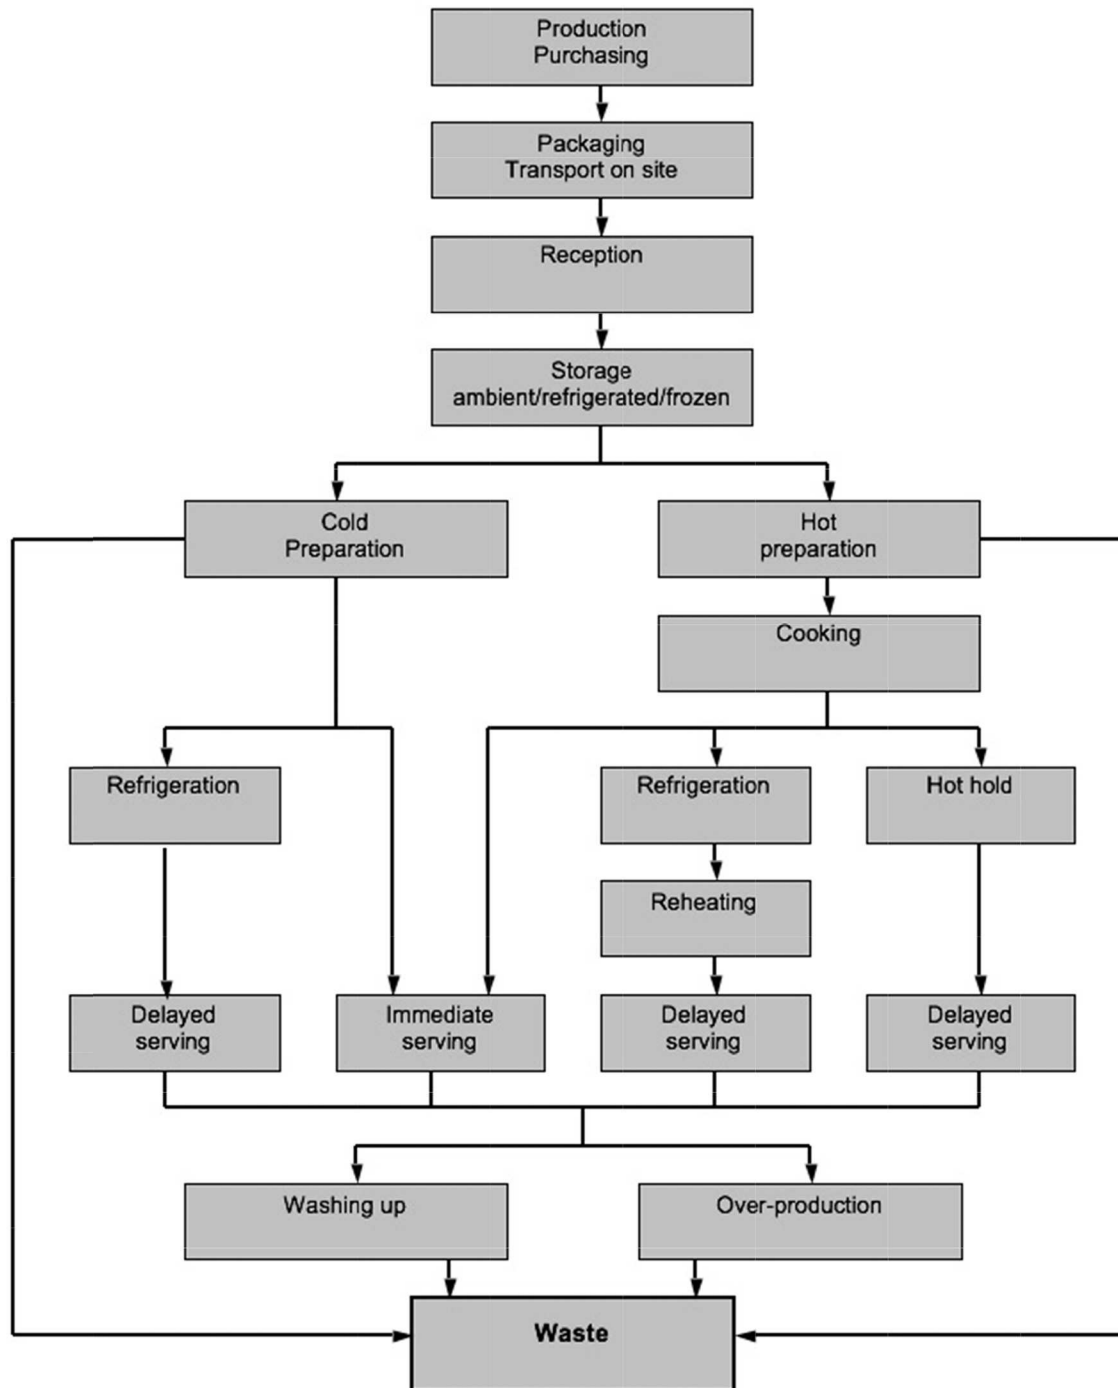 Production
Purchasing
Packaging
Transport on site
Reception
Storage
ambient/refrigerated/frozen
Cold
Preparation
Hot
preparation
Cooking
Refrigeration
Refrigeration
Hot hold
Reheating
Delayed
serving
Immediate
serving
Delayed
serving
Delayed
serving
Washing up
Over-production
Waste